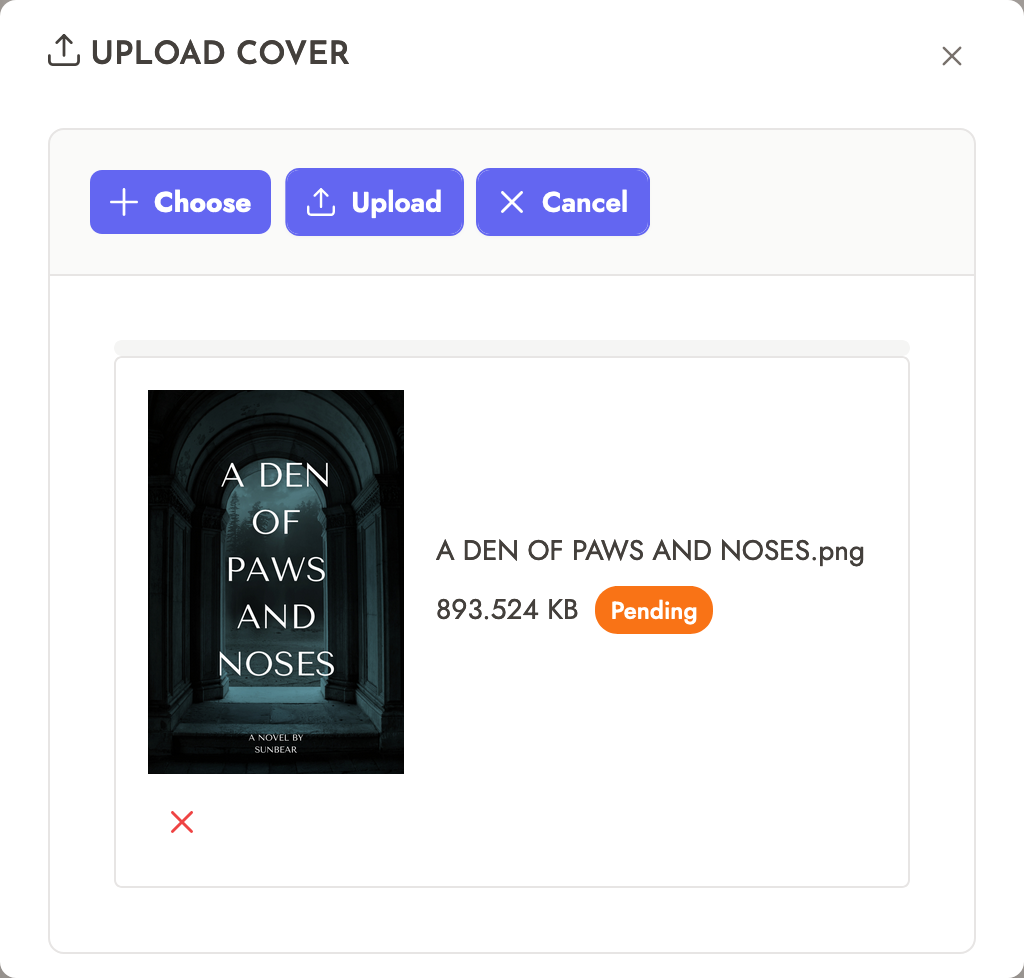 UPLOAD COVER
Choose
Upload
Cancel
A DEN
OF
PAWS
AND
NOSES
A NOVEL BY
SUNBEAR
A DEN OF PAWS AND NOSES.png
893.524 KB
Pending